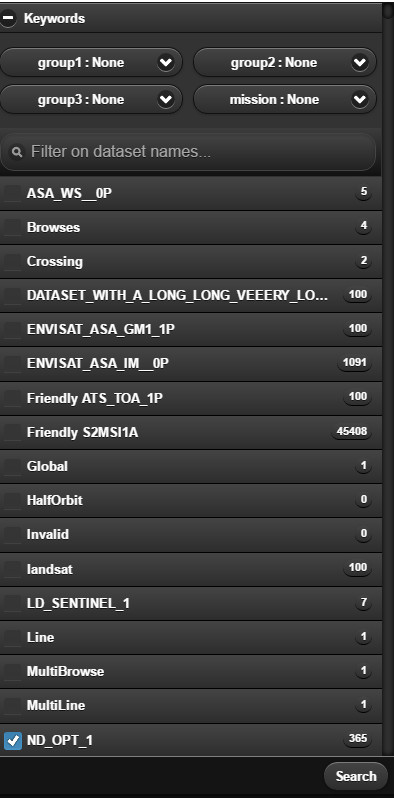 Keywords
group1 : None group2 : None
group3 : None mission : None
Filter on dataset names...
ASA_WS__0P 5
Browses 4
Crossing 2
DATASET_WITH_A_LONG_LONG_VEEERY_LO... 100
ENVISAT_ASA_GM1_1P 100
ENVISAT_ASA_IM__0P 1091
Friendly ATS_TOA_1P 100
Friendly S2MSI1A 45408
Global 1
HalfOrbit 0
Invalid 0
landsat 100
LD_SENTINEL_1 7
Line 1
MultiBrowse 1
MultiLine 1
ND_OPT_1 365
Search